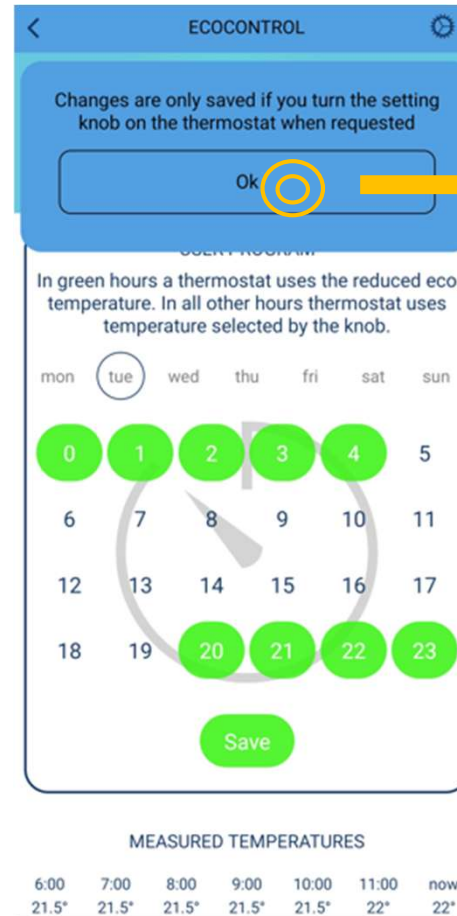 ECOCONTROL
Changes are only saved if you turn the setting
knob on the thermostat when requested
Ok
USER PROGRAM
In green hours a thermostat uses the reduced eco
temperature. In all other hours thermostat uses
temperature selected by the knob.
mon tue wed thu fri sat sun
0 1 2 3 4 5
6 7 8 9 10 11
12 13 14 15 16 17
18 19 20 21 22 23
Save
MEASURED TEMPERATURES
6:00 7:00 8:00 9:00 10:00 11:00 now
21.5° 21.5° 21.5° 21.5° 21.5° 22° 22°